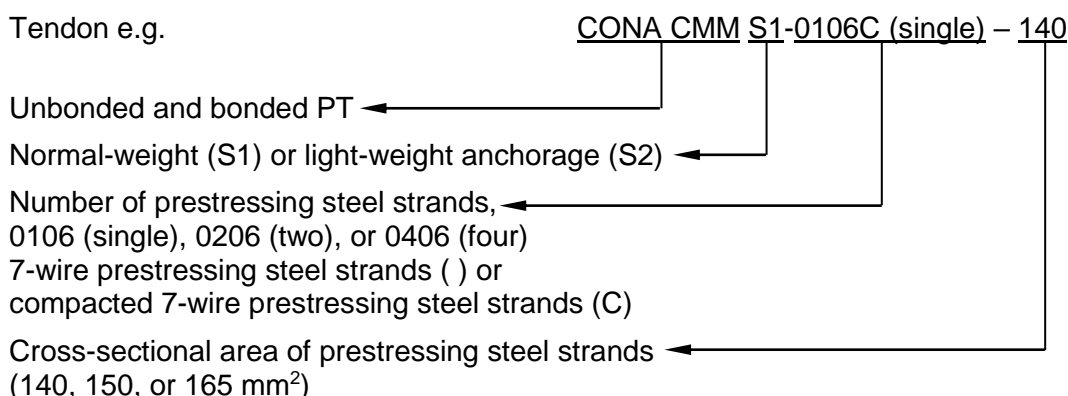 Tendon e.g. CONA CMM S1-0106C (single) – 140
Unbonded and bonded PT
Normal-weight (S1) or light-weight anchorage (S2)
Number of prestressing steel strands,
0106 (single), 0206 (two), or 0406 (four)
7-wire prestressing steel strands ( ) or
compacted 7-wire prestressing steel strands (C)
Cross-sectional area of prestressing steel strands
(140, 150, or 165 mm²)